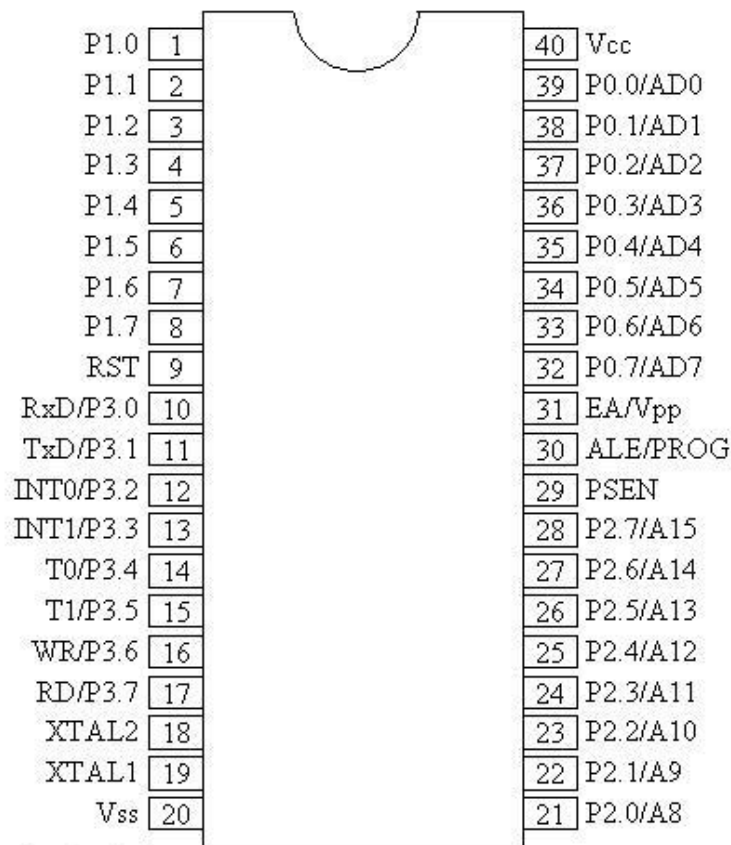 P1.0 1 40 Vcc
P1.1 2 39 P0.0/AD0
P1.2 3 38 P0.1/AD1
P1.3 4 37 P0.2/AD2
P1.4 5 36 P0.3/AD3
P1.5 6 35 P0.4/AD4
P1.6 7 34 P0.5/AD5
P1.7 8 33 P0.6/AD6
RST 9 32 P0.7/AD7
RxD/P3.0 10 31 EA/Vpp
TxD/P3.1 11 30 ALE/PROG
INT0/P3.2 12 29 PSEN
INT1/P3.3 13 28 P2.7/A15
T0/P3.4 14 27 P2.6/A14
T1/P3.5 15 26 P2.5/A13
WR/P3.6 16 25 P2.4/A12
RD/P3.7 17 24 P2.3/A11
XTAL2 18 23 P2.2/A10
XTAL1 19 22 P2.1/A9
Vss 20 21 P2.0/A8